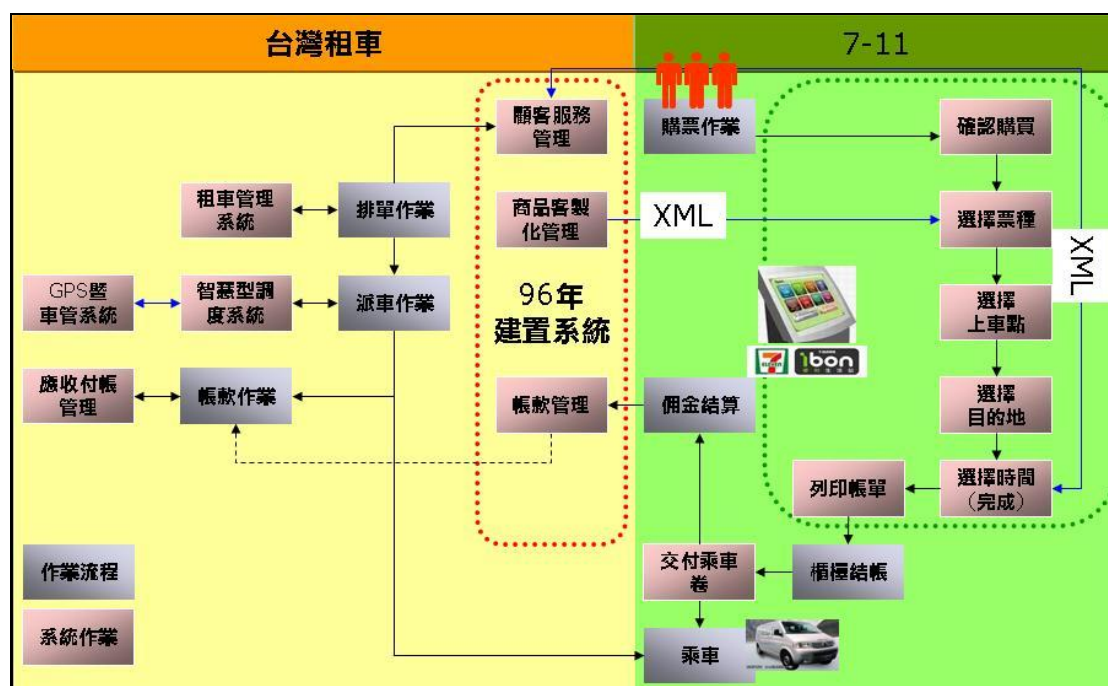 台灣租車
7-11
顧客服務
管理
購票作業
確認購買
租車管理
系統
排單作業
商品客製
化管理
XML
選擇票種
XML
GPS暨
車管系統
智慧型調
度系統
派車作業
96年
建置系統
選擇
上車點
7
ELEVEN
ibon
應收付帳
管理
帳款作業
帳款管理
佣金結算
選擇
目的地
列印帳單
選擇時間
(完成)
作業流程
交付乘車
卷
櫃檯結帳
系統作業
乘車